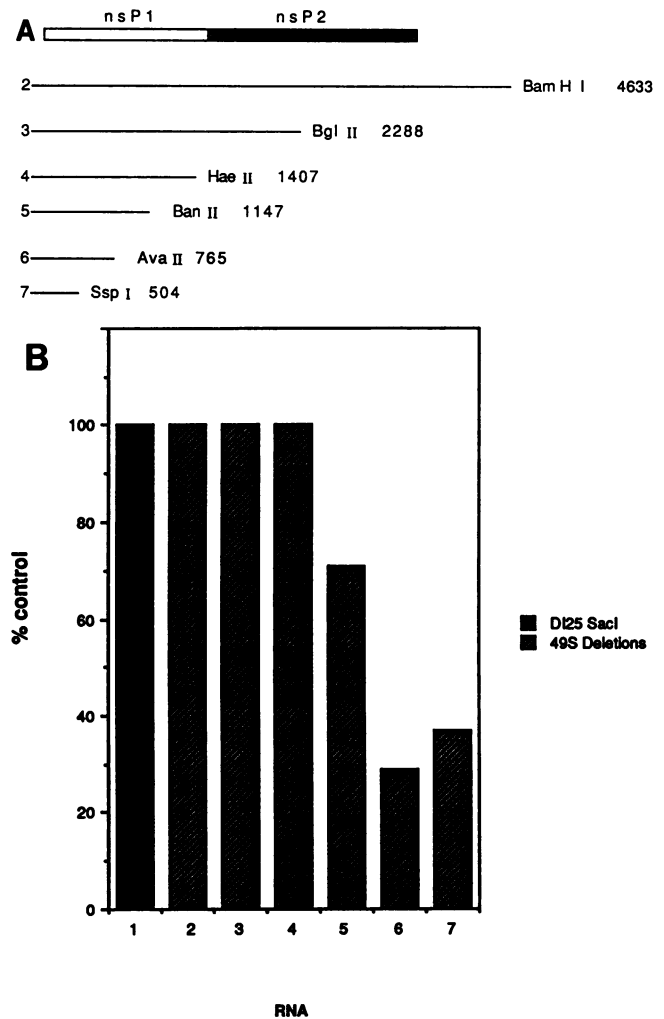 A
nsP1 nsP2
2 Bam H I 4633
3 Bgl II 2288
4 Hae II 1407
5 Ban II 1147
6 Ava II 765
7 Ssp I 504
B
100
80
60
40
20
0
% control
1 2 3 4 5 6 7
RNA
DI25 SacI
49S Deletions